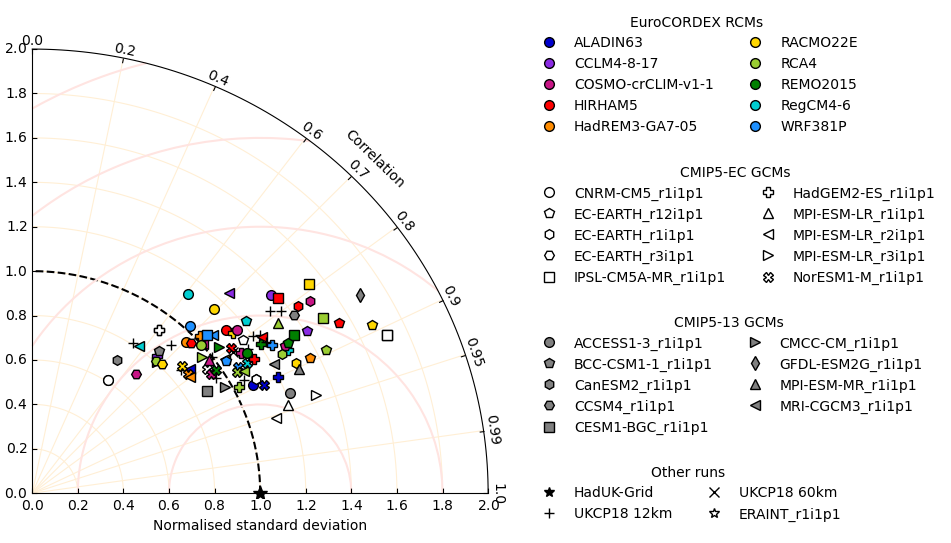 EuroCORDEX RCMs
ALADIN63 RACMO22E
CCLM4-8-17 RCA4
COSMO-crCLIM-v1-1 REMO2015
HIRHAM5 RegCM4-6
HadREM3-GA7-05 WRF381P
CMIP5-EC GCMs
CNRM-CM5_r1i1p1 HadGEM2-ES_r1i1p1
EC-EARTH_r12i1p1 MPI-ESM-LR_r1i1p1
EC-EARTH_r1i1p1 MPI-ESM-LR_r2i1p1
EC-EARTH_r3i1p1 MPI-ESM-LR_r3i1p1
IPSL-CM5A-MR_r1i1p1 NorESM1-M_r1i1p1
CMIP5-13 GCMs
ACCESS1-3_r1i1p1 CMCC-CM_r1i1p1
BCC-CSM1-1_r1i1p1 GFDL-ESM2G_r1i1p1
CanESM2_r1i1p1 MPI-ESM-MR_r1i1p1
CCSM4_r1i1p1 MRI-CGCM3_r1i1p1
CESM1-BGC_r1i1p1
Other runs
HadUK-Grid UKCP18 60km
UKCP18 12km ERAINT_r1i1p1
0.0 0.2 0.4 0.6 0.7 0.8 0.9 0.95 0.99 1.0
Correlation
2.0
1.8
1.6
1.4
1.2
1.0
0.8
0.6
0.4
0.2
0.0
0.0 0.2 0.4 0.6 0.8 1.0 1.2 1.4 1.6 1.8 2.0
Normalised standard deviation